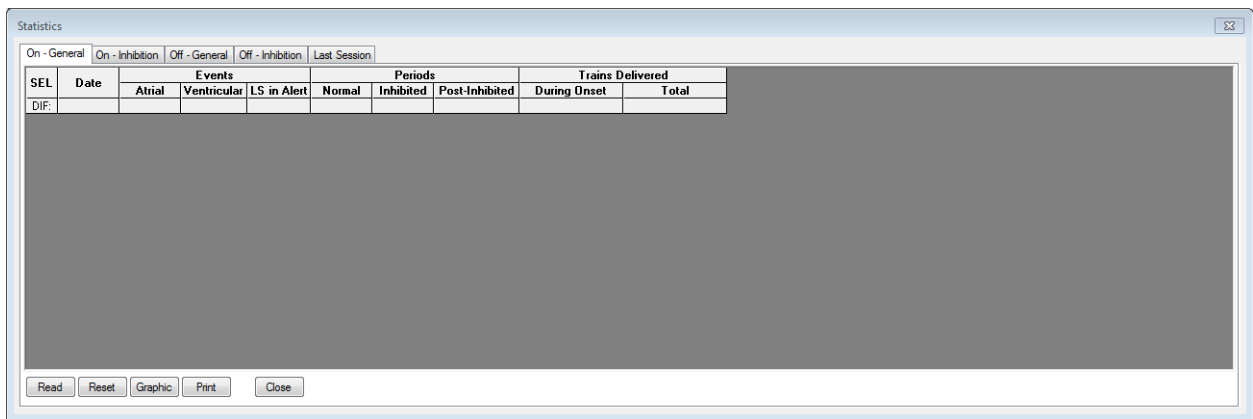 Statistics
On - General On - Inhibition Off - General Off - Inhibition Last Session
SEL Date Events Periods Trains Delivered
Atrial Ventricular LS in Alert Normal Inhibited Post-Inhibited During Onset Total
DIF:
Read Reset Graphic Print Close